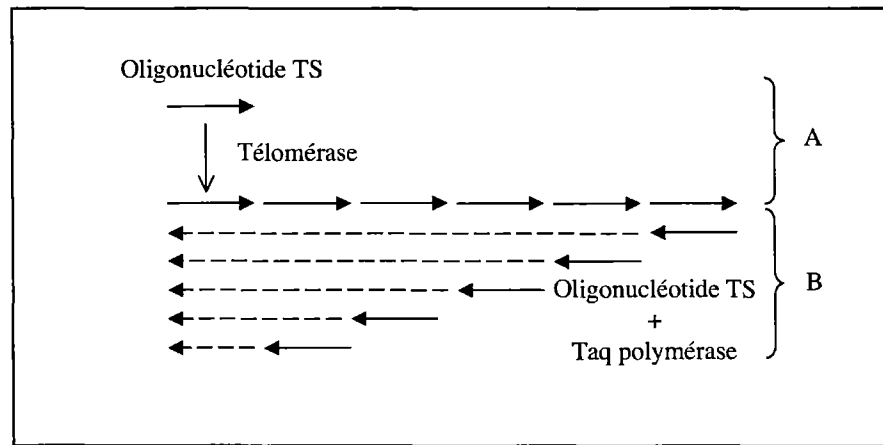 Oligonucléotide TS
Télomérase
A
Oligonucléotide TS
+
Taq polymérase
B